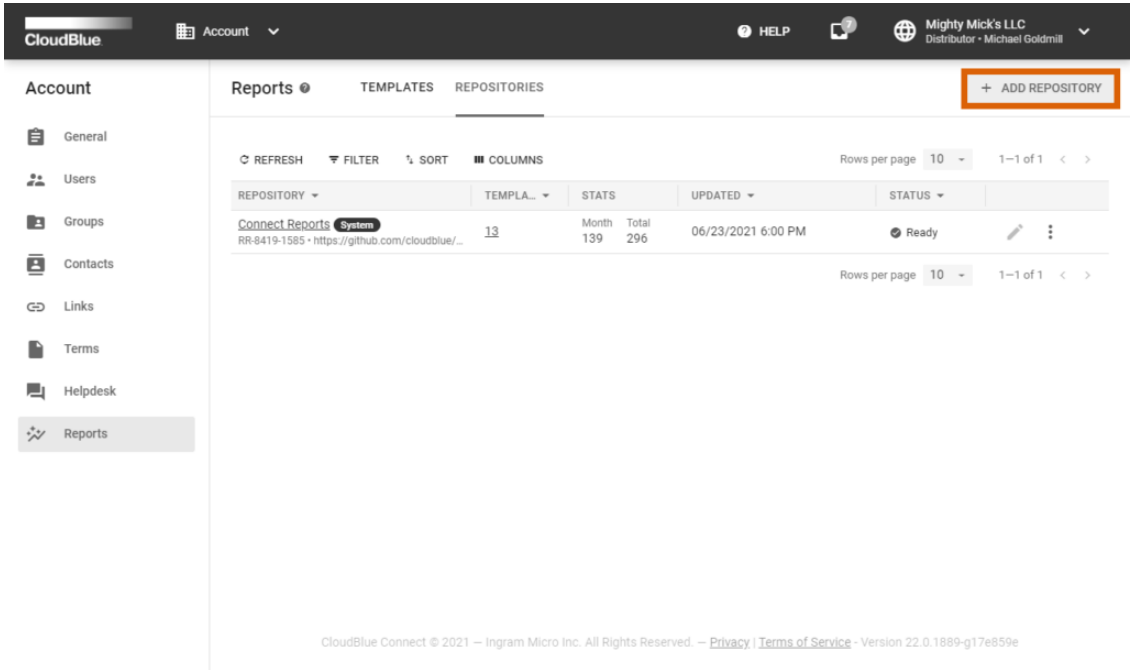 CloudBlue Account HELP 7 Mighty Mick's LLC
Distributor • Michael Goldmill
Account
General
Users
Groups
Contacts
Links
Terms
Helpdesk
Reports
Reports TEMPLATES REPOSITORIES + ADD REPOSITORY
REFRESH FILTER SORT COLUMNS Rows per page 10 1–1 of 1 < >
REPOSITORY TEMPLA... STATS UPDATED STATUS
Connect Reports System 13 Month Total 06/23/2021 6:00 PM Ready
RR-8419-1585 • https://github.com/cloudblue/... 139 296
Rows per page 10 1–1 of 1 < >
CloudBlue Connect © 2021 — Ingram Micro Inc. All Rights Reserved. — Privacy | Terms of Service - Version 22.0.1889-g17e859e